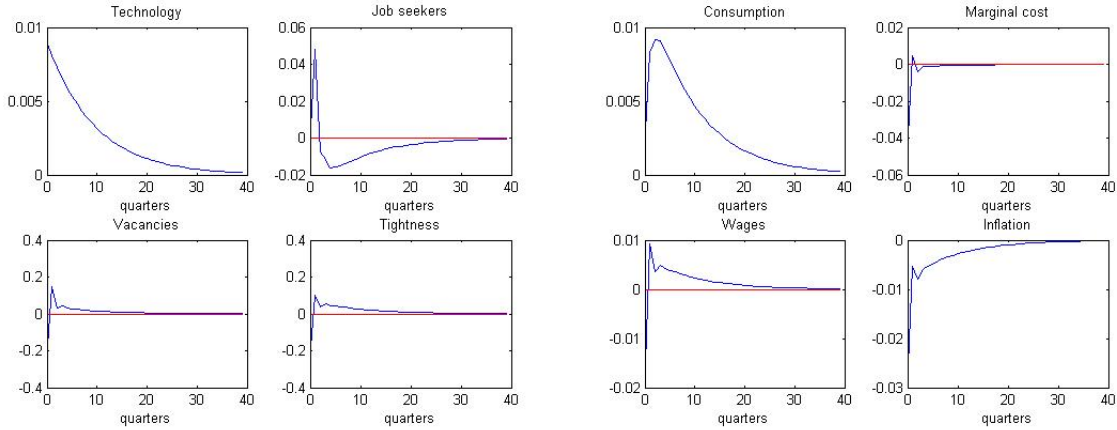 Technology
0.01
0.005
0
0 10 20 30 40
quarters
Job seekers
0.06
0.04
0.02
0
-0.02
0 10 20 30 40
quarters
Consumption
0.01
0.005
0
0 10 20 30 40
quarters
Marginal cost
0.02
0
-0.02
-0.04
-0.06
0 10 20 30 40
quarters
Vacancies
0.4
0.2
0
-0.2
-0.4
0 10 20 30 40
quarters
Tightness
0.4
0.2
0
-0.2
-0.4
0 10 20 30 40
quarters
Wages
0.01
0
-0.01
-0.02
0 10 20 30 40
quarters
Inflation
0
-0.01
-0.02
-0.03
0 10 20 30 40
quarters